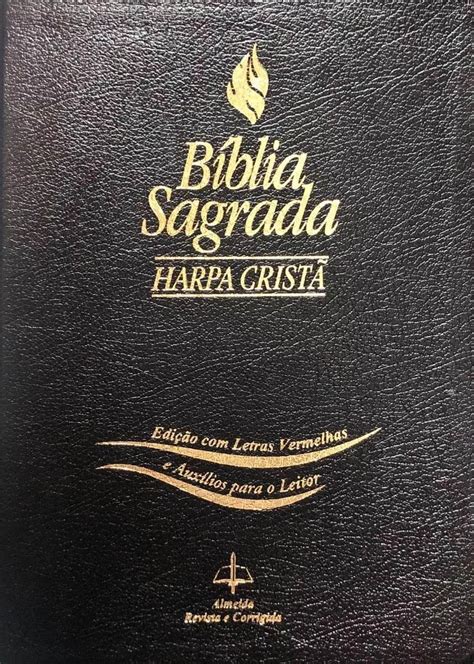 Bíblia
Sagrada
HARPA CRISTÃ
Edição com Letras Vermelhas
e Auxílios para o Leitor
Almeida
Revista e Corrigida